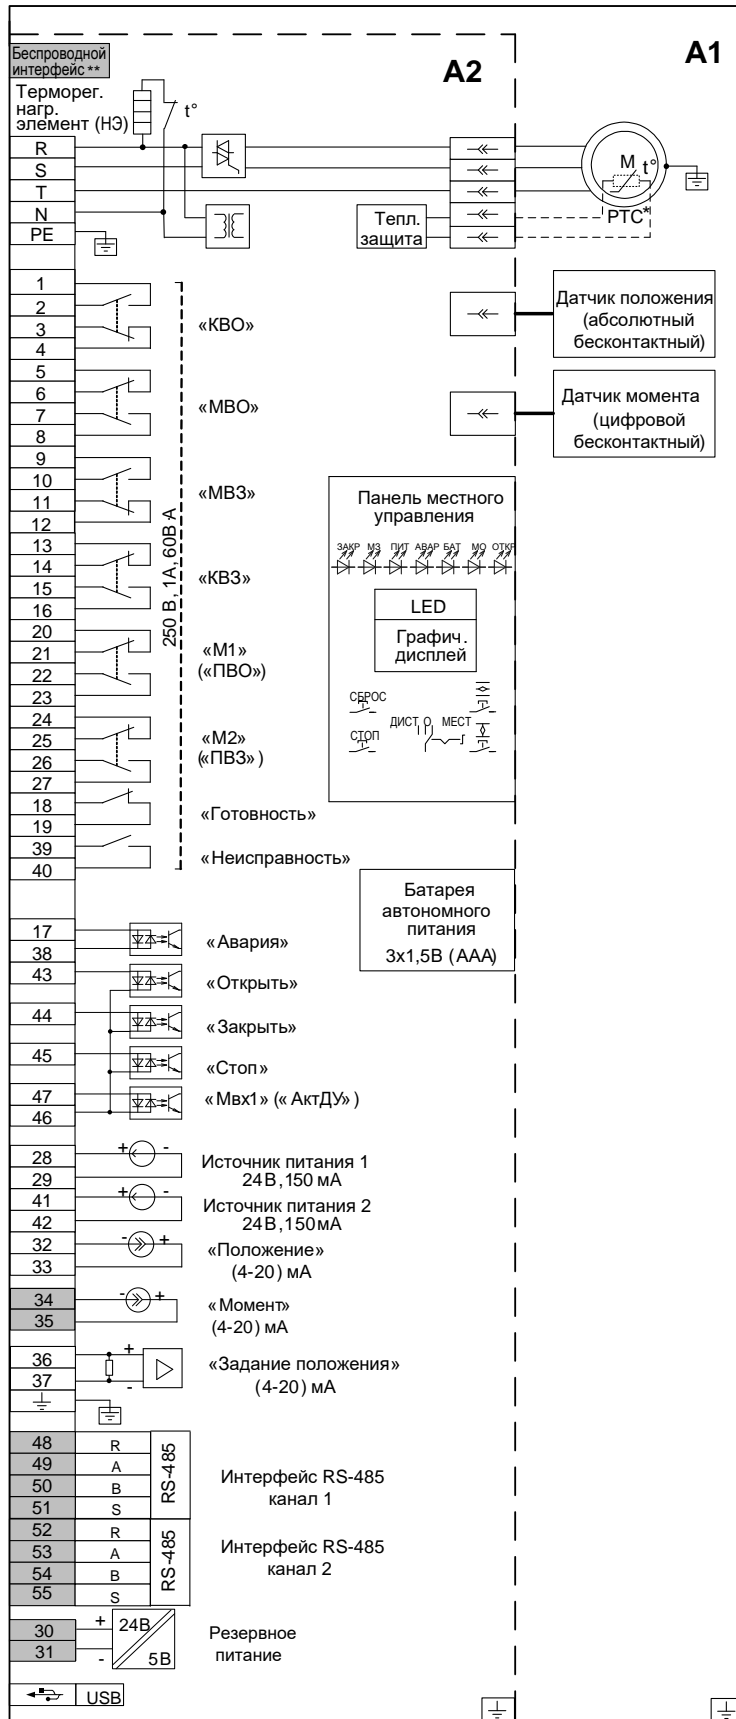 A1
A2
Беспроводной
интерфейс **
Терморег.
нагр.
элемент (НЭ)
t°
R
S
T
N
PE
М
t°
PTC*
Тепл.
защита
1
2
3
4
«КВО»
5
6
7
8
«МВО»
9
10
11
12
«МВЗ»
13
14
15
16
«КВЗ»
20
21
22
23
«М1»
(«ПВО»)
24
25
26
27
«М2»
(«ПВЗ» )
18
19
«Готовность»
39
40
«Неисправность»
250 В, 1А, 60В А
Датчик положения
(абсолютный
бесконтактный)
Датчик момента
(цифровой
бесконтактный)
Панель местного
управления
ЗАКР МЗ ПИТ АВАР БАТ МО ОТКР
LED
Графич.
дисплей
СБРОС
СТОП
ДИСТ О МЕСТ
Батарея
автономного
питания
3х1,5В (ААА)
17
38
«Авария»
43
«Открыть»
44
«Закрыть»
45
«Стоп»
47
46
«Мвх1» (« АктДУ» )
28
29
+ -
Источник питания 1
24В,150 мА
41
42
+ -
Источник питания 2
24В,150мА
32
33
- +
«Положение»
(4-20) мА
34
35
- +
«Момент»
(4-20) мА
36
37
+
-
«Задание положения»
(4-20) мА
48 R
49 A
50 B
51 S
RS-485
Интерфейс RS-485
канал 1
52 R
53 A
54 B
55 S
RS-485
Интерфейс RS-485
канал 2
30
31
+
-
24В
5В
Резервное
питание
USB